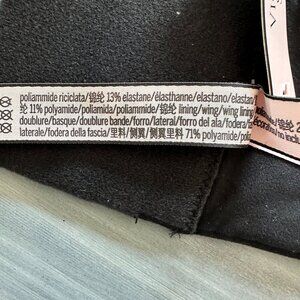 poliammide riciclata/锦纶 13% elastane/élasthanne/elastano/elastan
纶 11% polyamide/poliamida/poliammide/锦纶 lining/wing/wing lining
doublure/basque/doublure bande/forro/lateral/forro del ala/fodera/
laterale/fodera della fascia/里料/侧翼/侧翼里料 71% polyamide/poli